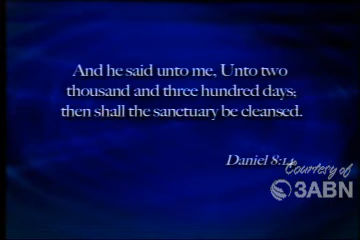 And he said unto me, Unto two
thousand and three hundred days;
then shall the sanctuary be cleansed.
Daniel 8:14
Courtesy of
3ABN